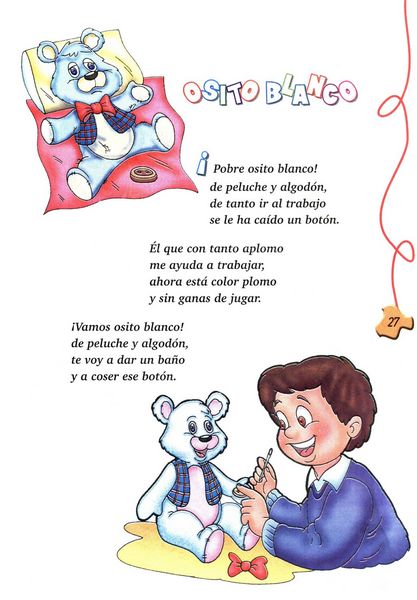 OSITO BLANCO
¡Pobre osito blanco!
de peluche y algodón,
de tanto ir al trabajo
se le ha caído un botón.
Él que con tanto aplomo
me ayuda a trabajar,
ahora está color plomo
y sin ganas de jugar.
27
¡Vamos osito blanco!
de peluche y algodón,
te voy a dar un baño
y a coser ese botón.